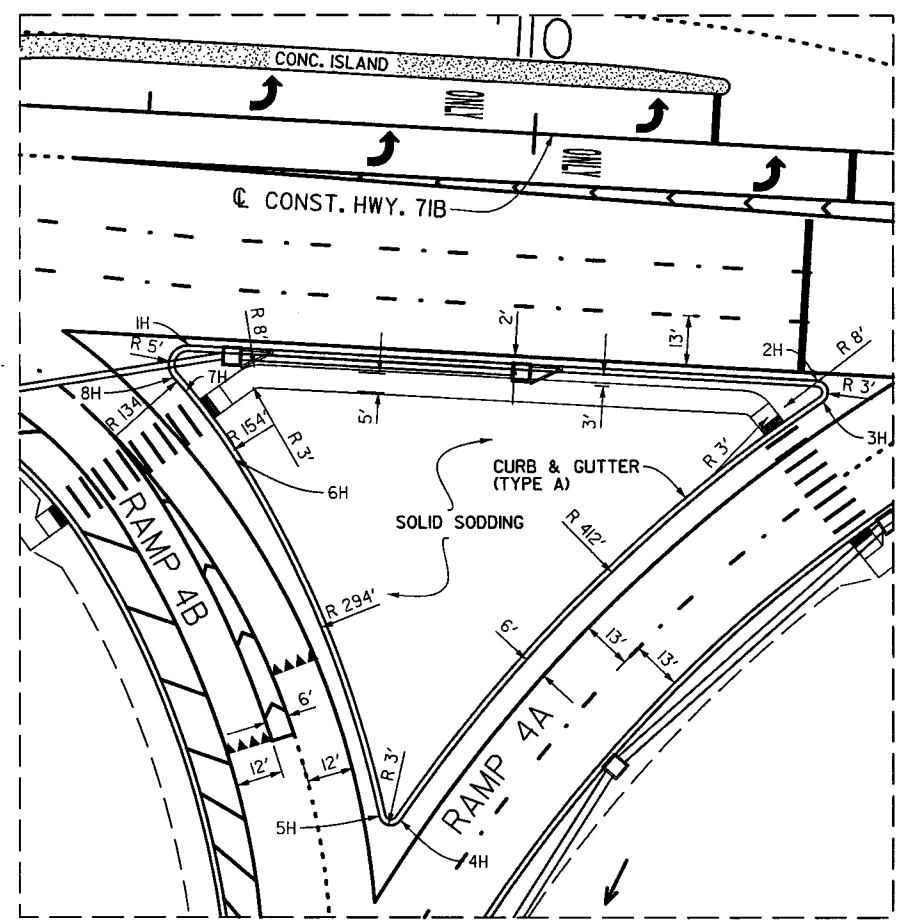 CONC. ISLAND
ONLY
ONLY
℄ CONST. HWY. 71B
1H
R 5'
R 8'
2'
13'
2H
R 8'
R 3'
8H
7H
R 134'
R 154'
R 3'
5'
3'
R 3'
3H
6H
CURB & GUTTER
(TYPE A)
SOLID SODDING
R 412'
RAMP 4B
R 294'
6'
13'
13'
6'
12'
12'
R 3'
RAMP 4A
5H
4H